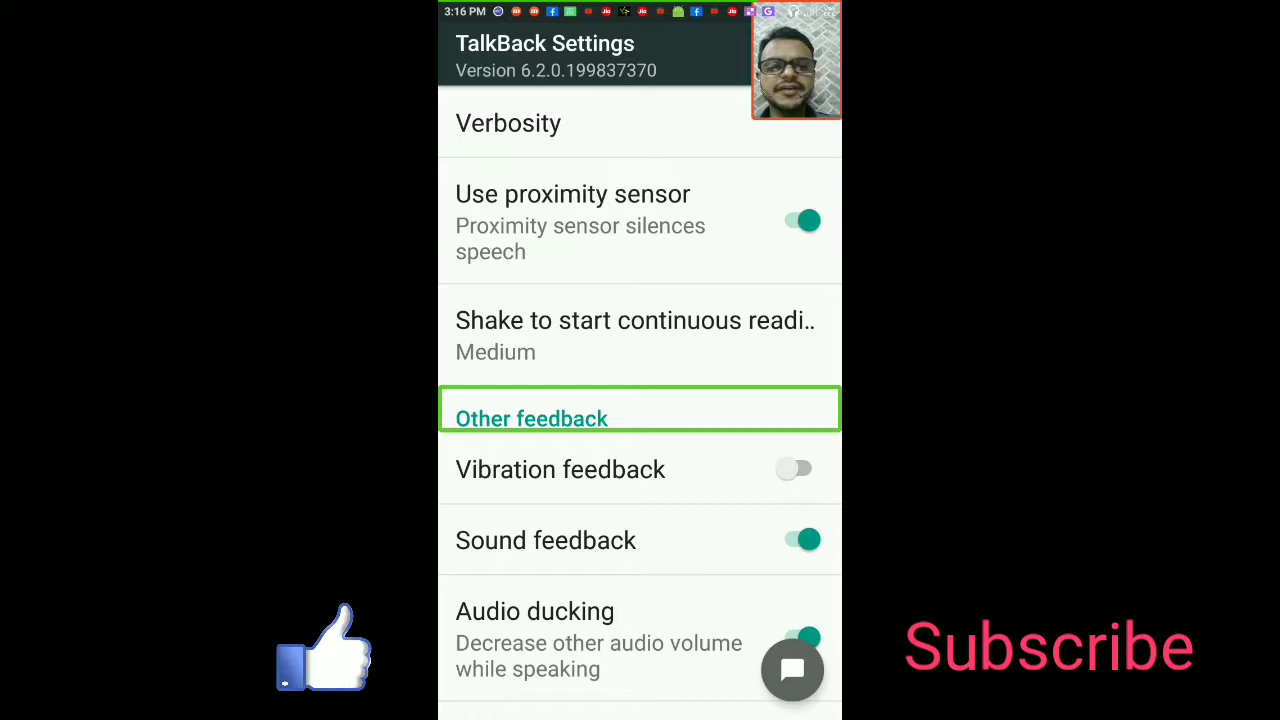 3:16 PM
TalkBack Settings
Version 6.2.0.199837370
Verbosity
Use proximity sensor
Proximity sensor silences
speech
Shake to start continuous readi..
Medium
Other feedback
Vibration feedback
Sound feedback
Audio ducking
Decrease other audio volume
while speaking
Subscribe